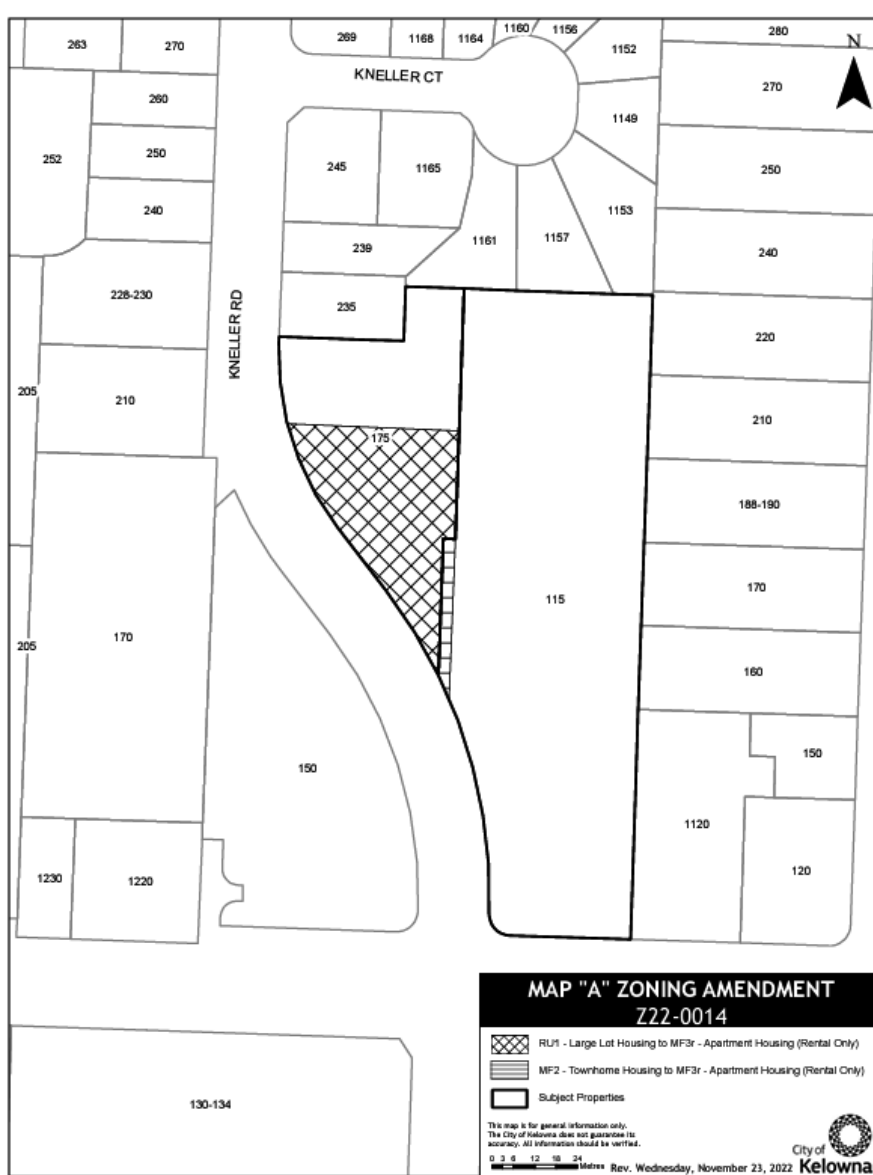 263
270
269
1168
1164
1160
1156
1152
280
N
KNELLER CT
270
260
252
250
245
1165
1149
250
240
1153
239
1161
1157
240
228-230
235
KNELLER RD
220
205
210
175
210
188-190
115
170
170
205
160
150
150
1120
1230
1220
120
130-134
MAP "A" ZONING AMENDMENT
Z22-0014
RU1 - Large Lot Housing to MF3r - Apartment Housing (Rental Only)
MF2 - Townhome Housing to MF3r - Apartment Housing (Rental Only)
Subject Properties
This map is for general information only.
The City of Kelowna does not guarantee its
accuracy. All information should be verified.
0 3 6 12 18 24
Metres
Rev. Wednesday, November 23, 2022
City of
Kelowna